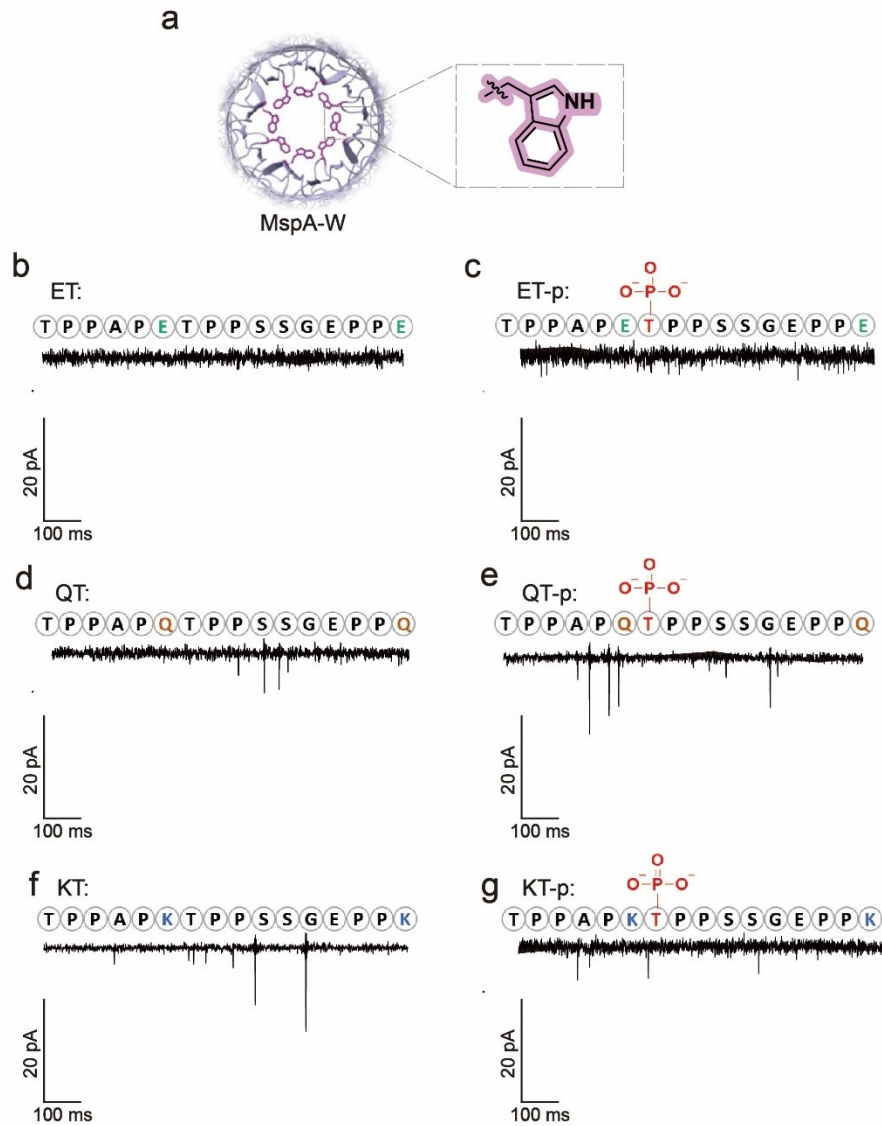 a
NH
MspA-W
b
ET:
T P P A P E T P P S S G E P P E
20 pA
100 ms
c
ET-p:
O
O⁻ P O⁻
T P P A P E T P P S S G E P P E
20 pA
100 ms
d
QT:
T P P A P Q T P P S S G E P P Q
20 pA
100 ms
e
QT-p:
O
O⁻ P O⁻
T P P A P Q T P P S S G E P P Q
20 pA
100 ms
f
KT:
T P P A P K T P P S S G E P P K
20 pA
100 ms
g
KT-p:
O
O⁻ P O⁻
T P P A P K T P P S S G E P P K
20 pA
100 ms